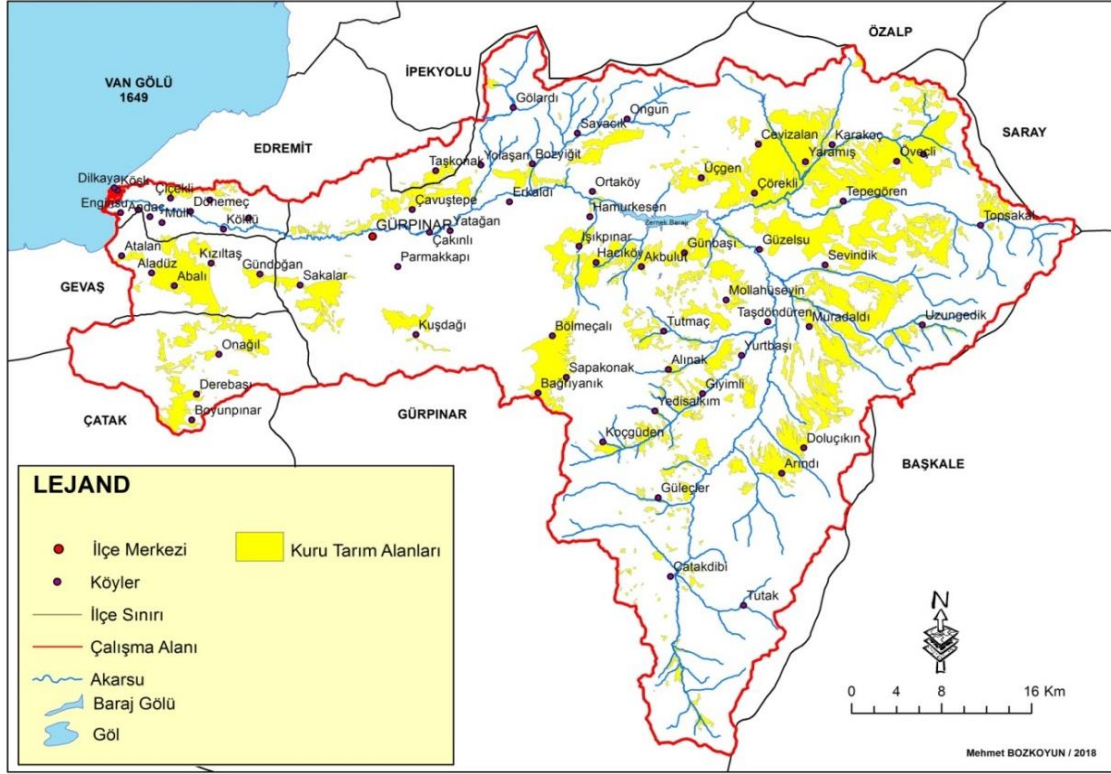 ÖZALP
İPEKYOLU
VAN GÖLÜ
1649
Gölardı
Ongun
Savacık
Cevizalan
Karakoç
SARAY
EDREMİT
Taşkonak
Yolaşan
Bozyiğit
Yaramış
Öveçli
Dilkaya
Köşk
Üçgen
Çiçekli
Ortaköy
Çörekli
Tepegören
Erkaldı
Enginsu
Dönemeç
Çavuştepe
Mülk
Köklü
Hamurkesen
Zernek Barajı
Topsakal
GÜRPINAR
Yatağan
Çakınlı
Işıkpınar
Günbaşı
Güzelsu
Atalan
Kızıltaş
Parmakkapı
Hacıköy
Akbulut
Sevindik
Aladüz
Gündoğan
Sakalar
GEVAŞ
Abalı
Mollahüseyin
Kuşdağı
Bölmeçalı
Tutmaç
Taşdöndüren
Muradaldı
Uzungedik
Onağıl
Yurtbaşı
Sapakonak
Alınak
Derebaşı
Bağrıyanık
Giyimli
ÇATAK
Boyunpınar
GÜRPINAR
Yedisalkım
Koçgüden
Doluçıkın
BAŞKALE
Arındı
Güleçler
Çatakdibi
Tutak
LEJAND
İlçe Merkezi
Kuru Tarım Alanları
Köyler
İlçe Sınırı
Çalışma Alanı
Akarsu
Baraj Gölü
Göl
N
0 4 8 16 Km
Mehmet BOZKOYUN / 2018